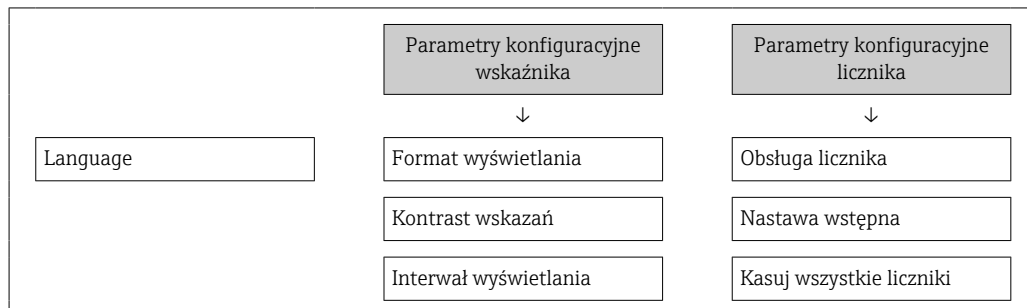 Parametry konfiguracyjne
wskaźnika
Parametry konfiguracyjne
licznika
↓
↓
Language
Format wyświetlania
Obsługa licznika
Kontrast wskazań
Nastawa wstępna
Interwał wyświetlania
Kasuj wszystkie liczniki